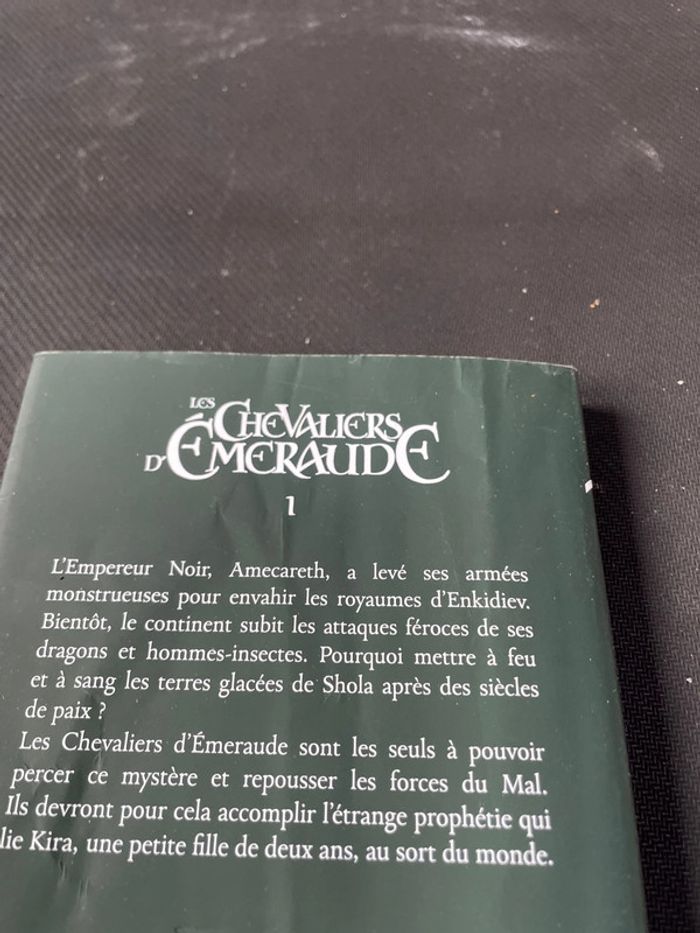 LES CHEVALIERS
D'ÉMERAUDE
1
L'Empereur Noir, Amecareth, a levé ses armées
monstrueuses pour envahir les royaumes d'Enkidiev.
Bientôt, le continent subit les attaques féroces de ses
dragons et hommes-insectes. Pourquoi mettre à feu
et à sang les terres glacées de Shola après des siècles
de paix ?
Les Chevaliers d'Émeraude sont les seuls à pouvoir
percer ce mystère et repousser les forces du Mal.
Ils devront pour cela accomplir l'étrange prophétie qui
lie Kira, une petite fille de deux ans, au sort du monde.